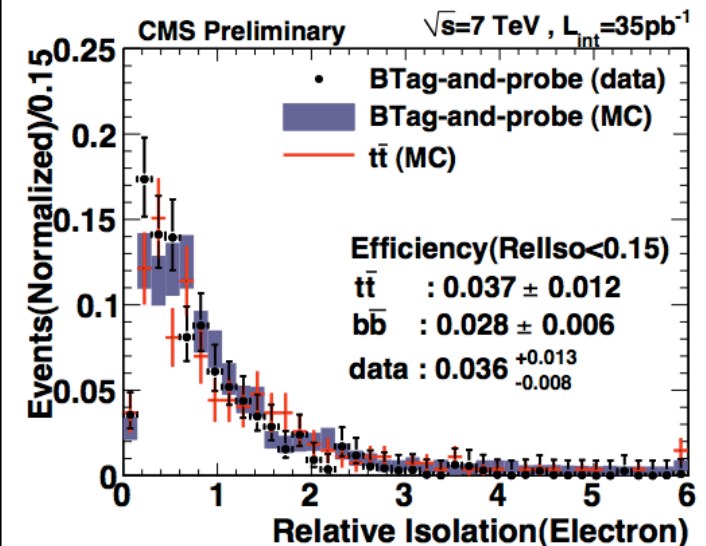 CMS Preliminary
√s=7 TeV , L_int=35pb⁻¹
Events(Normalized)/0.15
0.25
0.2
0.15
0.1
0.05
0
BTag-and-probe (data)
BTag-and-probe (MC)
tt̄ (MC)
Efficiency(RelIso<0.15)
tt̄ : 0.037 ± 0.012
bb̄ : 0.028 ± 0.006
data : 0.036 +0.013 -0.008
0 1 2 3 4 5 6
Relative Isolation(Electron)